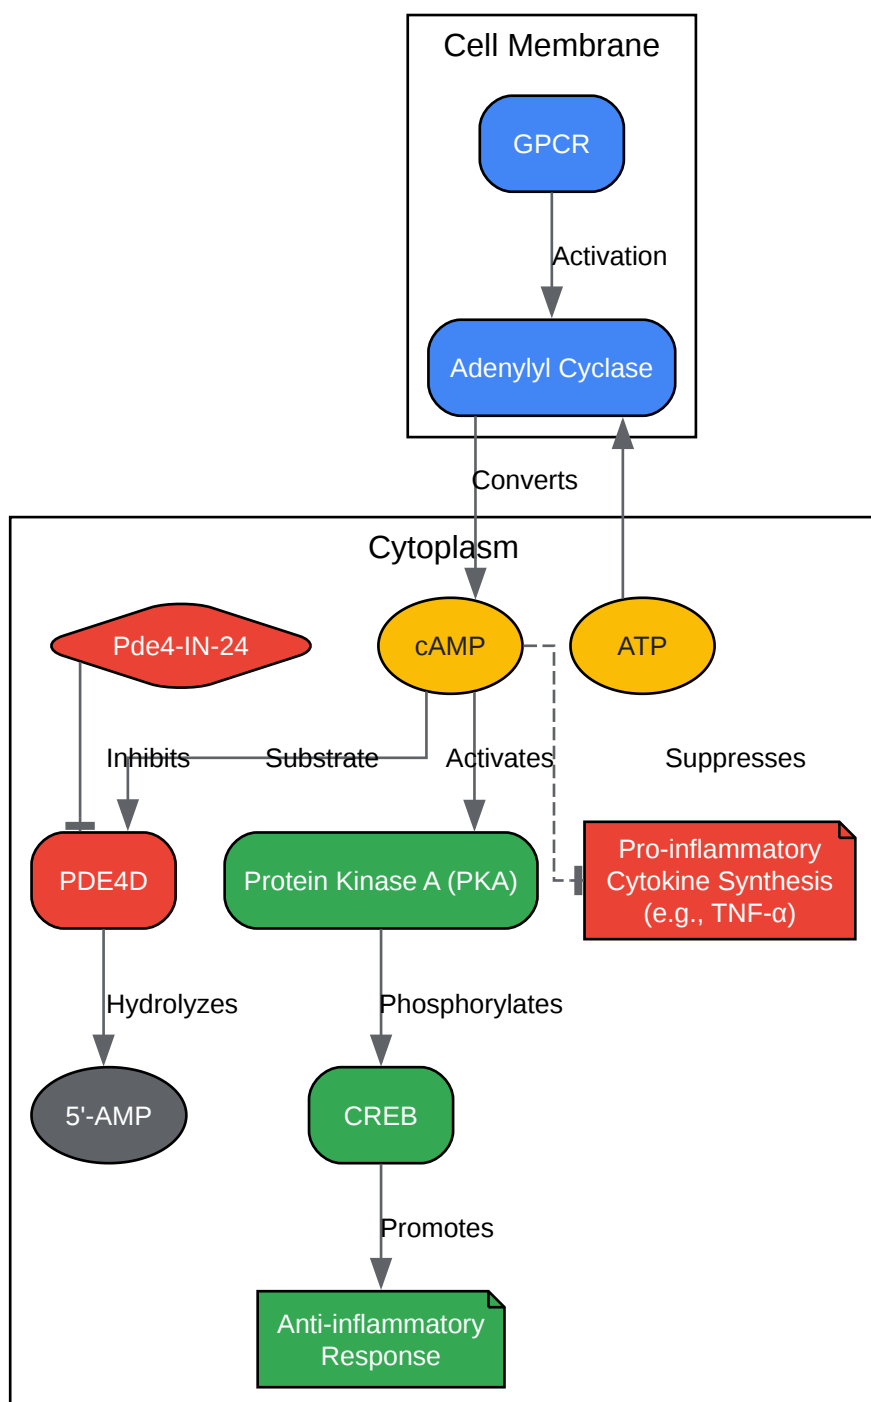 Cell Membrane
GPCR
Activation
Adenylyl Cyclase
Converts
Cytoplasm
Pde4-IN-24
cAMP
ATP
Inhibits
Substrate
Activates
Suppresses
PDE4D
Protein Kinase A (PKA)
Pro-inflammatory
Cytokine Synthesis
(e.g., TNF-α)
Hydrolyzes
Phosphorylates
5'-AMP
CREB
Promotes
Anti-inflammatory
Response